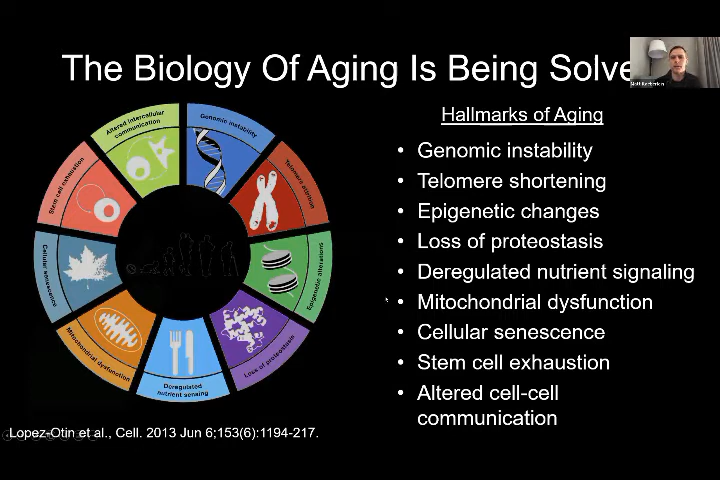 The Biology Of Aging Is Being Solve
Matt Kaeberlein
Hallmarks of Aging
• Genomic instability
• Telomere shortening
• Epigenetic changes
• Loss of proteostasis
• Deregulated nutrient signaling
• Mitochondrial dysfunction
• Cellular senescence
• Stem cell exhaustion
• Altered cell-cell
communication
Genomic instability
Telomere attrition
Epigenetic alterations
Loss of proteostasis
Deregulated
nutrient sensing
Mitochondrial dysfunction
Cellular senescence
Stem cell exhaustion
Altered intercellular
communication
Lopez-Otin et al., Cell. 2013 Jun 6;153(6):1194-217.